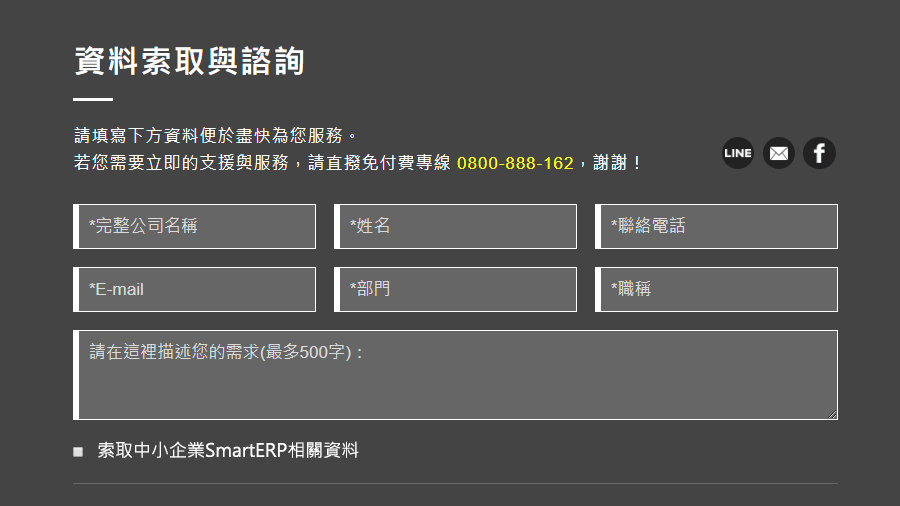 資料索取與諮詢
請填寫下方資料便於盡快為您服務。
若您需要立即的支援與服務，請直撥免付費專線 0800-888-162，謝謝！
LINE
*完整公司名稱
*姓名
*聯絡電話
*E-mail
*部門
*職稱
請在這裡描述您的需求(最多500字)：
索取中小企業SmartERP相關資料